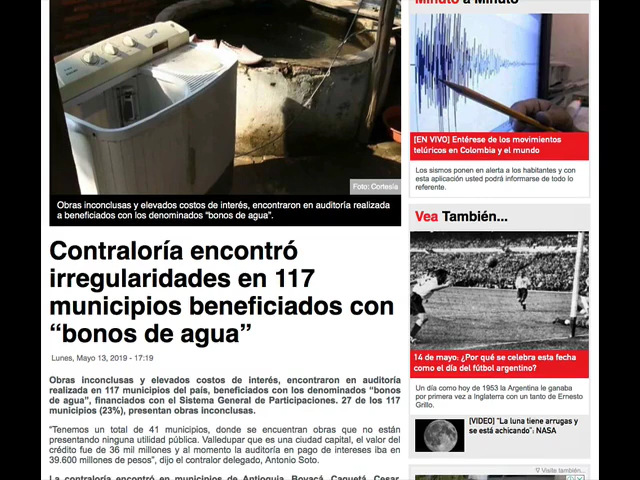 Foto: Cortesía
Obras inconclusas y elevados costos de interés, encontraron en auditoría realizada
a beneficiados con los denominados “bonos de agua”.
Contraloría encontró
irregularidades en 117
municipios beneficiados con
“bonos de agua”
Lunes, Mayo 13, 2019 - 17:19
Obras inconclusas y elevados costos de interés, encontraron en auditoría
realizada en 117 municipios del país, beneficiados con los denominados “bonos
de agua”, financiados con el Sistema General de Participaciones. 27 de los 117
municipios (23%), presentan obras inconclusas.
“Tenemos un total de 41 municipios, donde se encuentran obras que no están
presentando ninguna utilidad pública. Valledupar que es una ciudad capital, el valor del
crédito fue de 36 mil millones y al momento la auditoría en pago de intereses iba en
39.600 millones de pesos”, dijo el contralor delegado, Antonio Soto.
La contraloría encontró en municipios de Antioquia, Boyacá, Caquetá, Cesar,
Minuto a Minuto
[EN VIVO] Entérese de los movimientos
telúricos en Colombia y el mundo
Los sismos ponen en alerta a los habitantes y con
esta aplicación usted podrá informarse de todo lo
referente.
Vea También...
14 de mayo: ¿Por qué se celebra esta fecha
como el día del fútbol argentino?
Un día como hoy de 1953 la Argentina le ganaba
por primera vez a Inglaterra con un tanto de Ernesto
Grillo.
[VIDEO] “La luna tiene arrugas y
se está achicando”: NASA
Visite también...